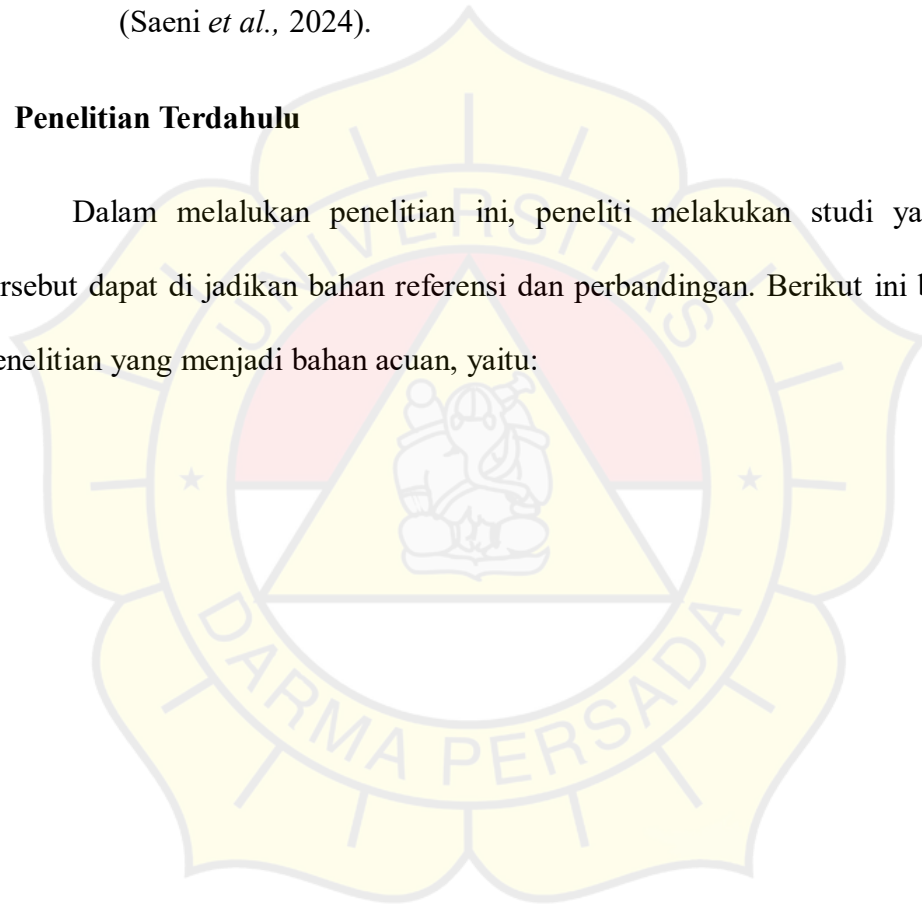 (Saeni et al., 2024).
Penelitian Terdahulu
Dalam melalukan penelitian ini, peneliti melakukan studi ya
rsebut dapat di jadikan bahan referensi dan perbandingan. Berikut ini b
enelitian yang menjadi bahan acuan, yaitu:
UNIVERSITAS
DARMA PERSADA